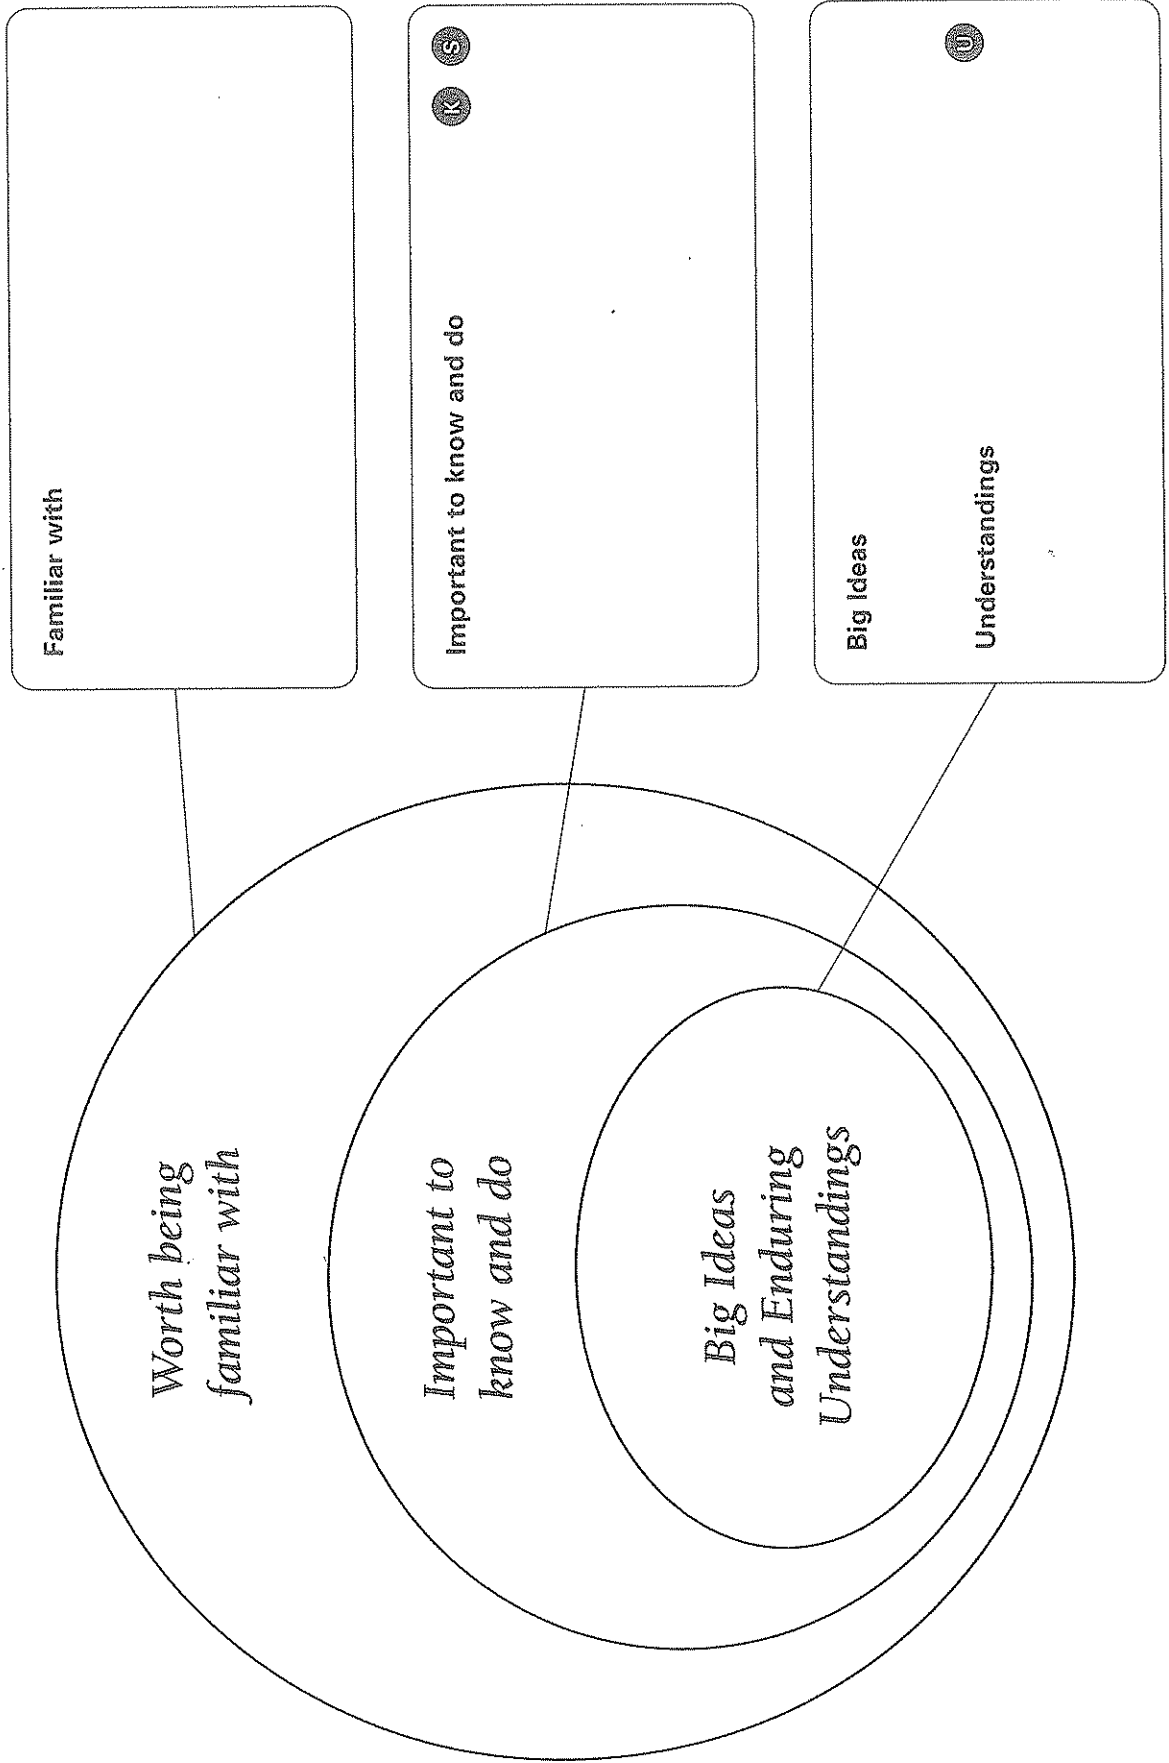 Worth being
familiar with
Important to
know and do
Big Ideas
and Enduring
Understandings
Familiar with
Important to know and do
K S
Big Ideas
Understandings
U